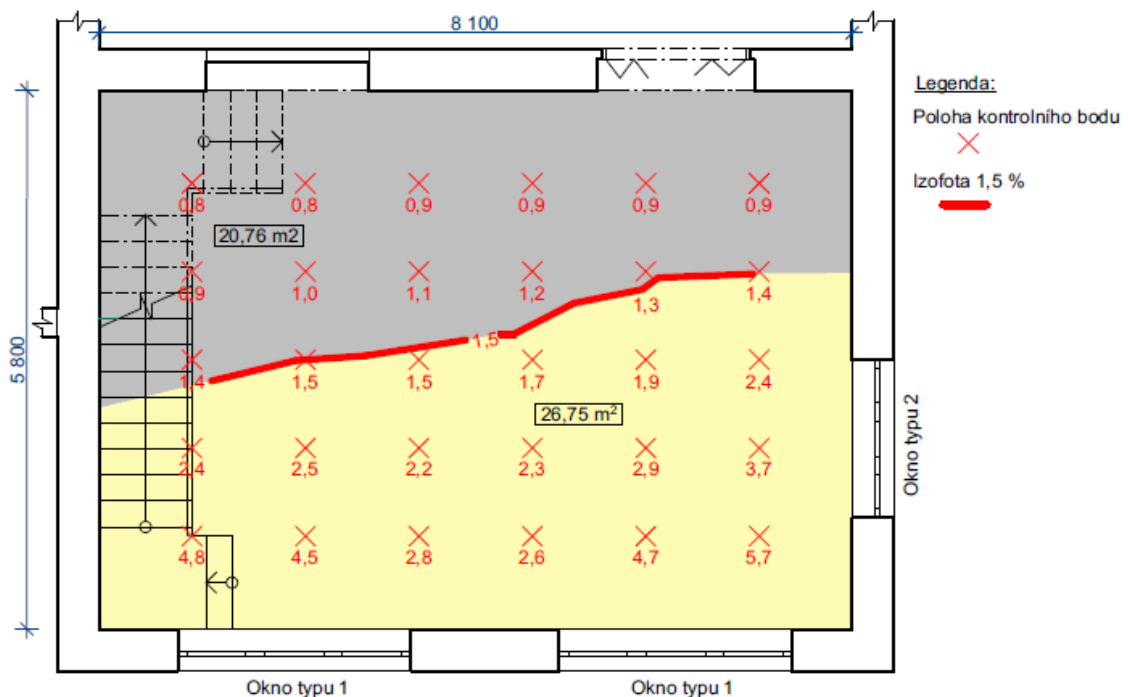 8 100
Legenda:
Poloha kontrolního bodu
Izofota 1,5 %
0,8 0,8 0,9 0,9 0,9 0,9
20,76 m2
0,9 1,0 1,1 1,2 1,3 1,4
1,5
5 800
1,4 1,5 1,5 1,7 1,9 2,4
26,75 m²
Okno typu 2
2,4 2,5 2,2 2,3 2,9 3,7
4,8 4,5 2,8 2,6 4,7 5,7
Okno typu 1 Okno typu 1